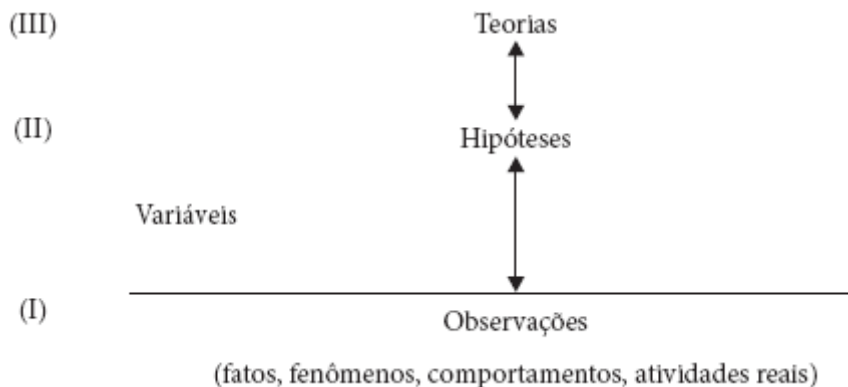 (III) Teorias
(II) Hipóteses
Variáveis
(I) Observações
(fatos, fenômenos, comportamentos, atividades reais)